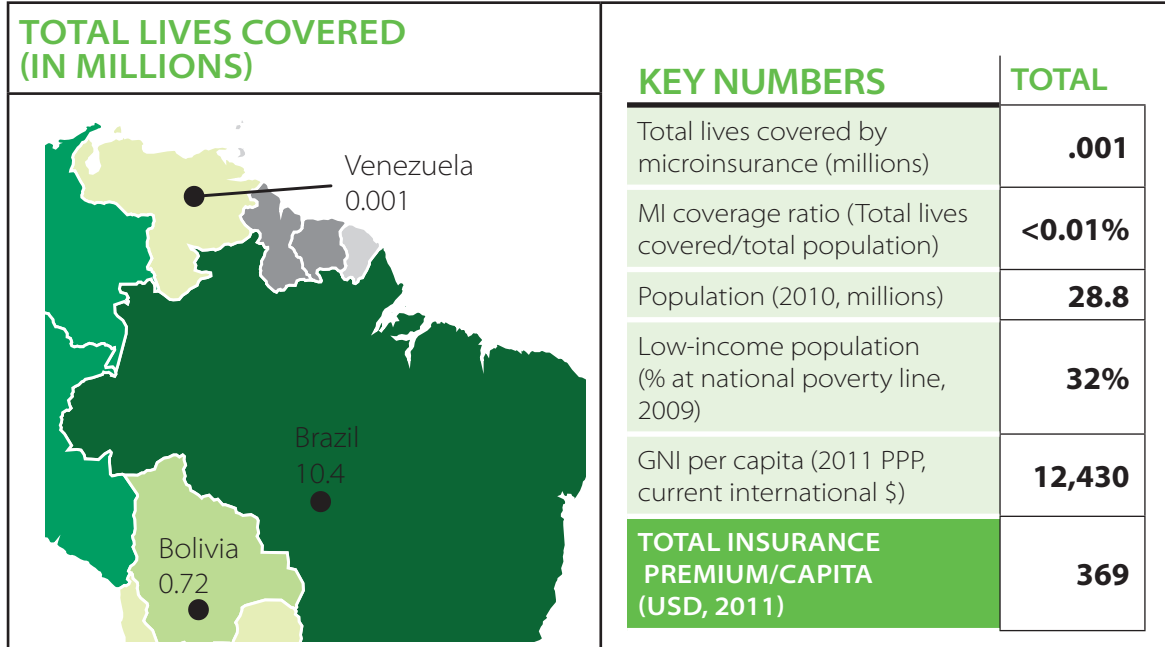 TOTAL LIVES COVERED
(IN MILLIONS)
Venezuela
0.001
Brazil
10.4
Bolivia
0.72
KEY NUMBERS TOTAL
Total lives covered by
microinsurance (millions)
.001
MI coverage ratio (Total lives
covered/total population)
<0.01%
Population (2010, millions)
28.8
Low-income population
(% at national poverty line,
2009)
32%
GNI per capita (2011 PPP,
current international $)
12,430
TOTAL INSURANCE
PREMIUM/CAPITA
(USD, 2011)
369